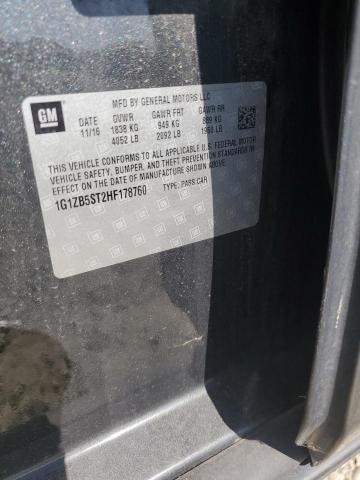 GM
MFD BY GENERAL MOTORS LLC
DATE GVWR GAWR FRT GAWR RR
11/16 1838 KG 949 KG 889 KG
4052 LB 2092 LB 1960 LB
THIS VEHICLE CONFORMS TO ALL APPLICABLE U.S. FEDERAL MOTOR
VEHICLE SAFETY, BUMPER, AND THEFT PREVENTION STANDARDS IN
EFFECT ON THE DATE OF MANUFACTURE SHOWN ABOVE.
1G1ZB5ST2HF178760
TYPE: PASS CAR